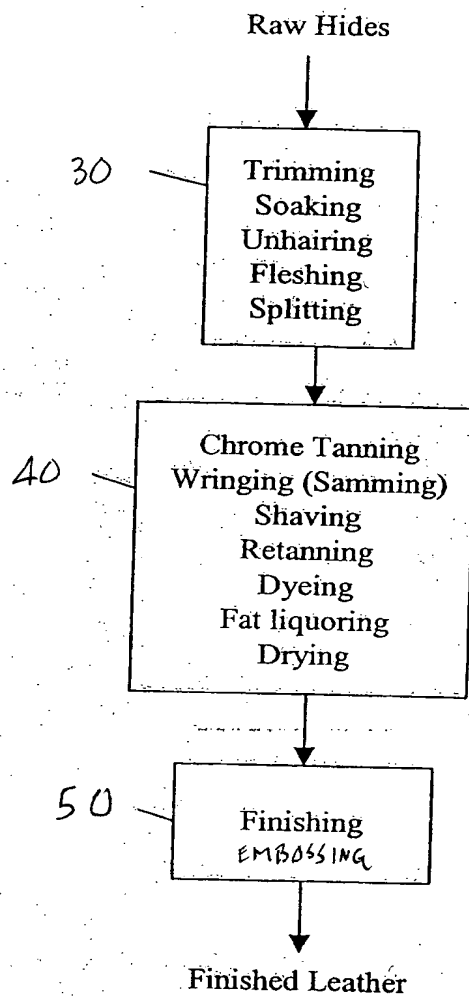 Raw Hides
30
Trimming
Soaking
Unhairing
Fleshing
Splitting
40
Chrome Tanning
Wringing (Samming)
Shaving
Retanning
Dyeing
Fat liquoring
Drying
50
Finishing
EMBOSSING
Finished Leather